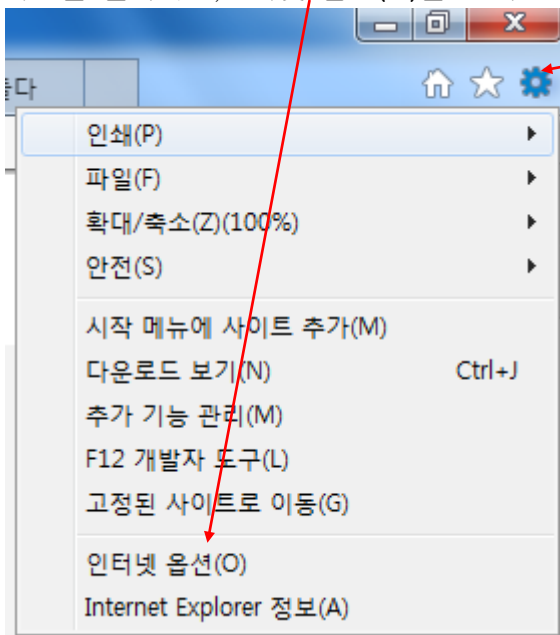 다
인쇄(P)
파일(F)
확대/축소(Z)(100%)
안전(S)
시작 메뉴에 사이트 추가(M)
다운로드 보기(N) Ctrl+J
추가 기능 관리(M)
F12 개발자 도구(L)
고정된 사이트로 이동(G)
인터넷 옵션(O)
Internet Explorer 정보(A)